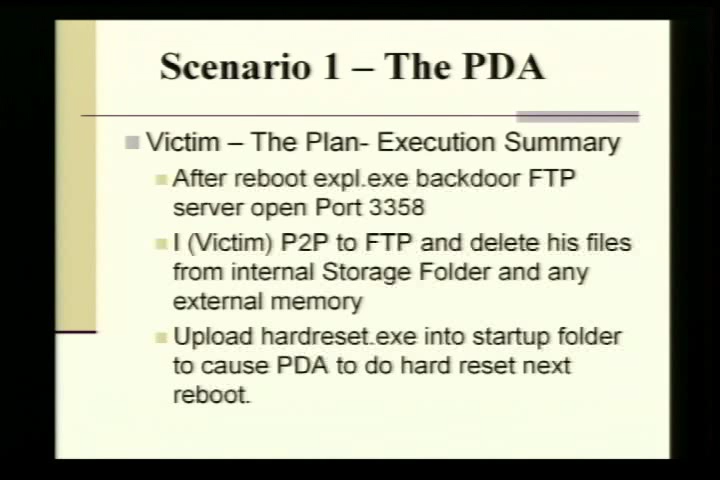 Scenario 1 – The PDA
Victim – The Plan- Execution Summary
After reboot expl.exe backdoor FTP
server open Port 3358
I (Victim) P2P to FTP and delete his files
from internal Storage Folder and any
external memory
Upload hardreset.exe into startup folder
to cause PDA to do hard reset next
reboot.